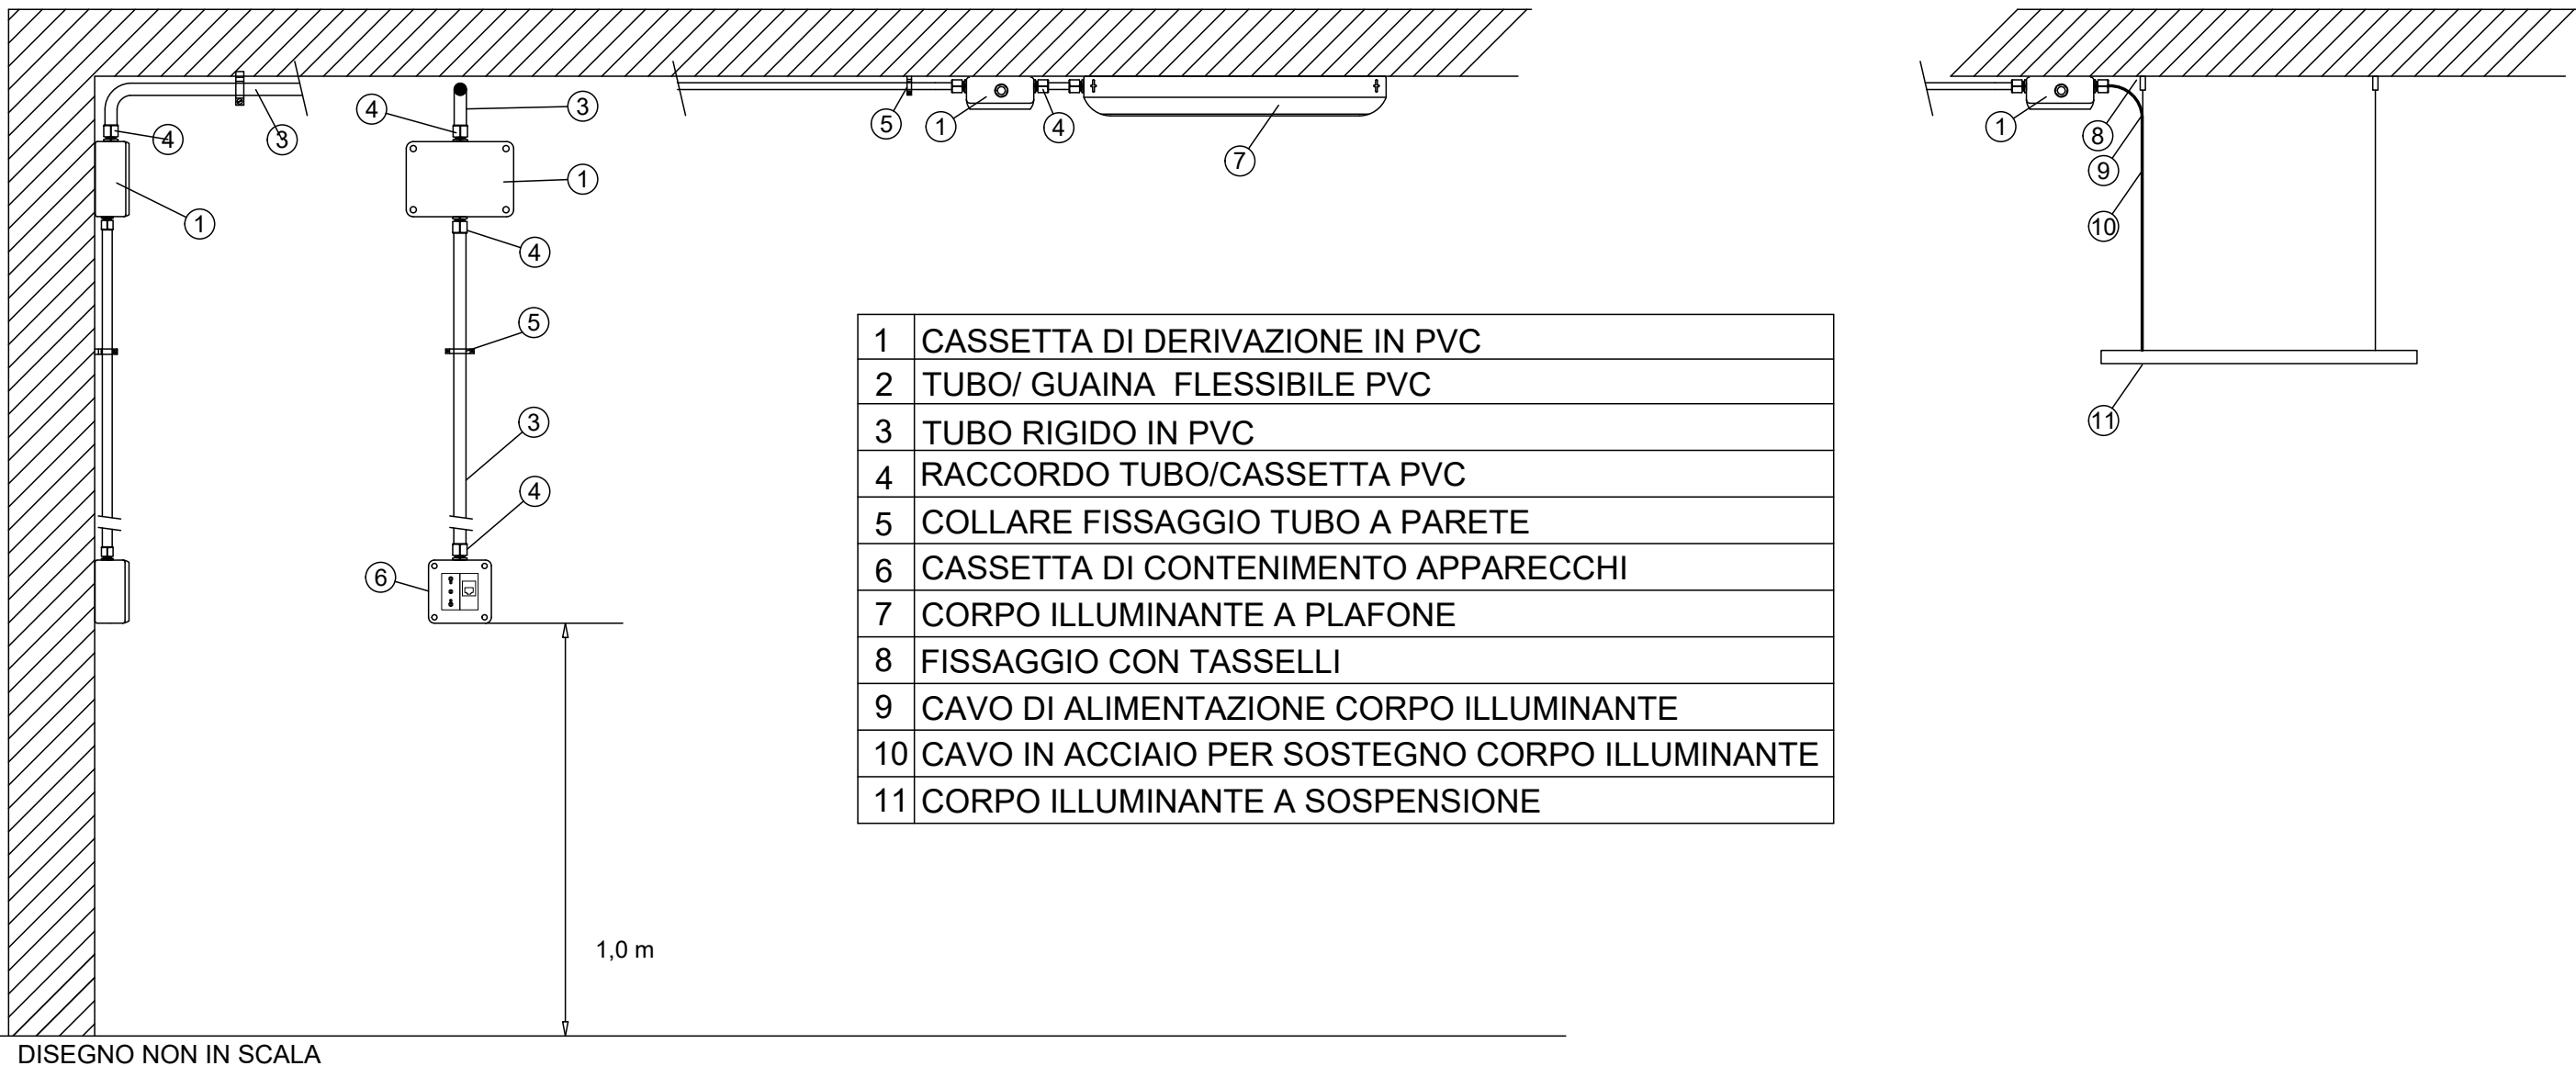 4
3
1
4
3
1
4
5
3
4
6
5
1
4
7
1
8
9
10
11
1 CASSETTA DI DERIVAZIONE IN PVC
2 TUBO/ GUAINA FLESSIBILE PVC
3 TUBO RIGIDO IN PVC
4 RACCORDO TUBO/CASSETTA PVC
5 COLLARE FISSAGGIO TUBO A PARETE
6 CASSETTA DI CONTENIMENTO APPARECCHI
7 CORPO ILLUMINANTE A PLAFONE
8 FISSAGGIO CON TASSELLI
9 CAVO DI ALIMENTAZIONE CORPO ILLUMINANTE
10 CAVO IN ACCIAIO PER SOSTEGNO CORPO ILLUMINANTE
11 CORPO ILLUMINANTE A SOSPENSIONE
1,0 m
DISEGNO NON IN SCALA